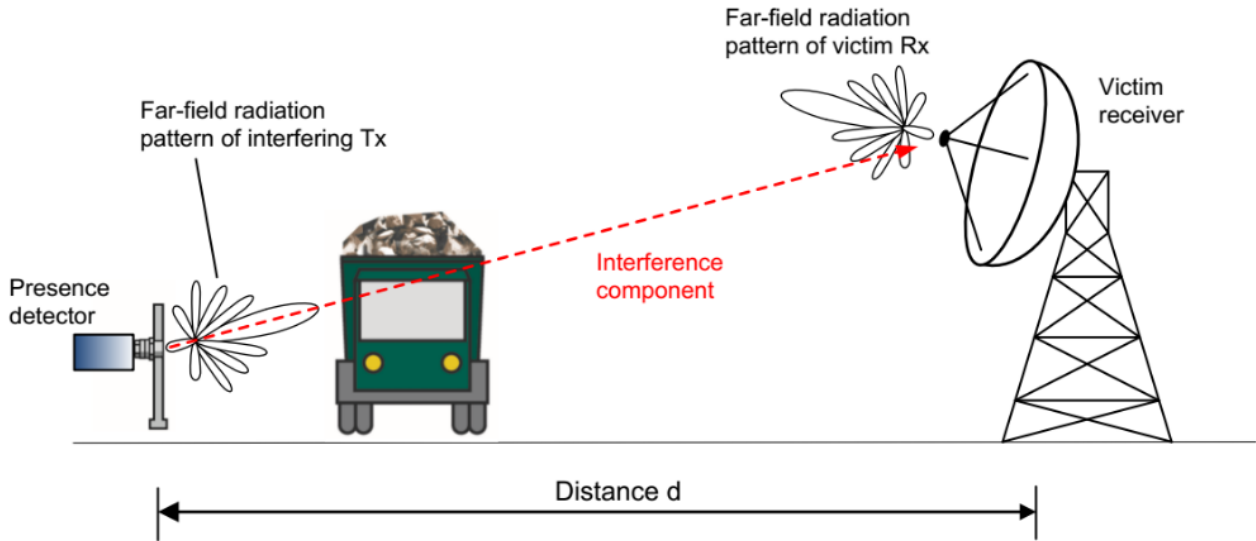 Far-field radiation
pattern of victim Rx
Far-field radiation
pattern of interfering Tx
Victim
receiver
Interference
component
Presence
detector
Distance d